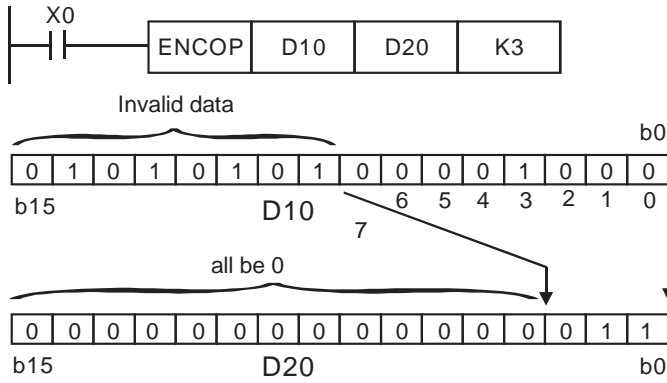 X0
ENCOP D10 D20 K3
Invalid data
b0
0 1 0 1 0 1 0 1 0 0 0 0 1 0 0 0
b15 D10 7 6 5 4 3 2 1 0
all be 0
0 0 0 0 0 0 0 0 0 0 0 0 0 0 1 1
b15 D20 b0